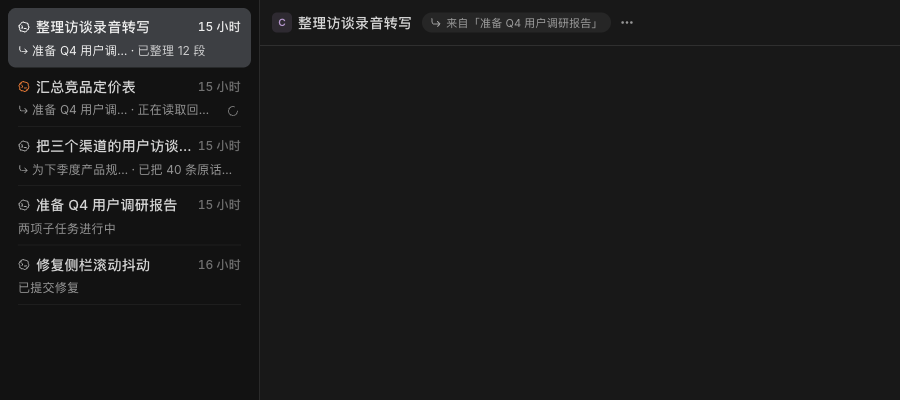 整理访谈录音转写 15 小时
准备 Q4 用户调… · 已整理 12 段
汇总竞品定价表 15 小时
准备 Q4 用户调… · 正在读取回…
把三个渠道的用户访谈… 15 小时
为下季度产品规… · 已把 40 条原话…
准备 Q4 用户调研报告 15 小时
两项子任务进行中
修复侧栏滚动抖动 16 小时
已提交修复
C 整理访谈录音转写 来自「准备 Q4 用户调研报告」 •••